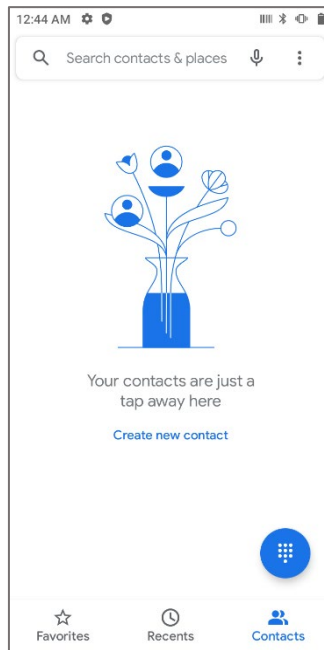 12:44 AM
Search contacts & places
Your contacts are just a
tap away here
Create new contact
Favorites Recents Contacts